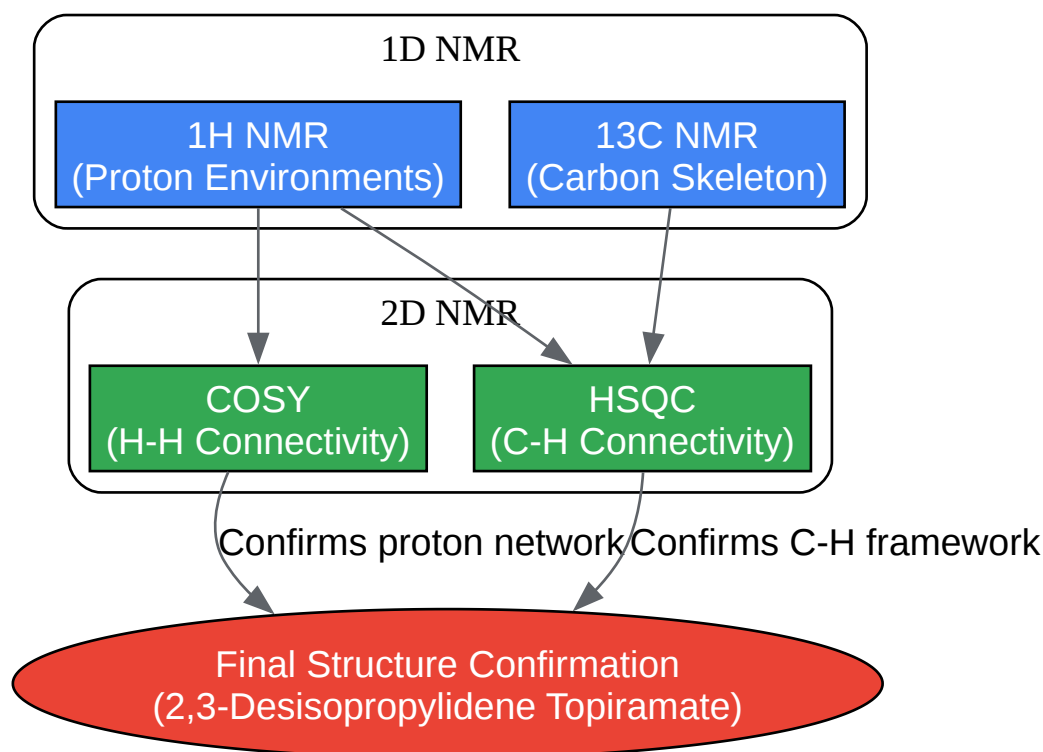 1D NMR
1H NMR
(Proton Environments)
13C NMR
(Carbon Skeleton)
2D NMR
COSY
(H-H Connectivity)
HSQC
(C-H Connectivity)
Confirms proton network
Confirms C-H framework
Final Structure Confirmation
(2,3-Desisopropylidene Topiramate)